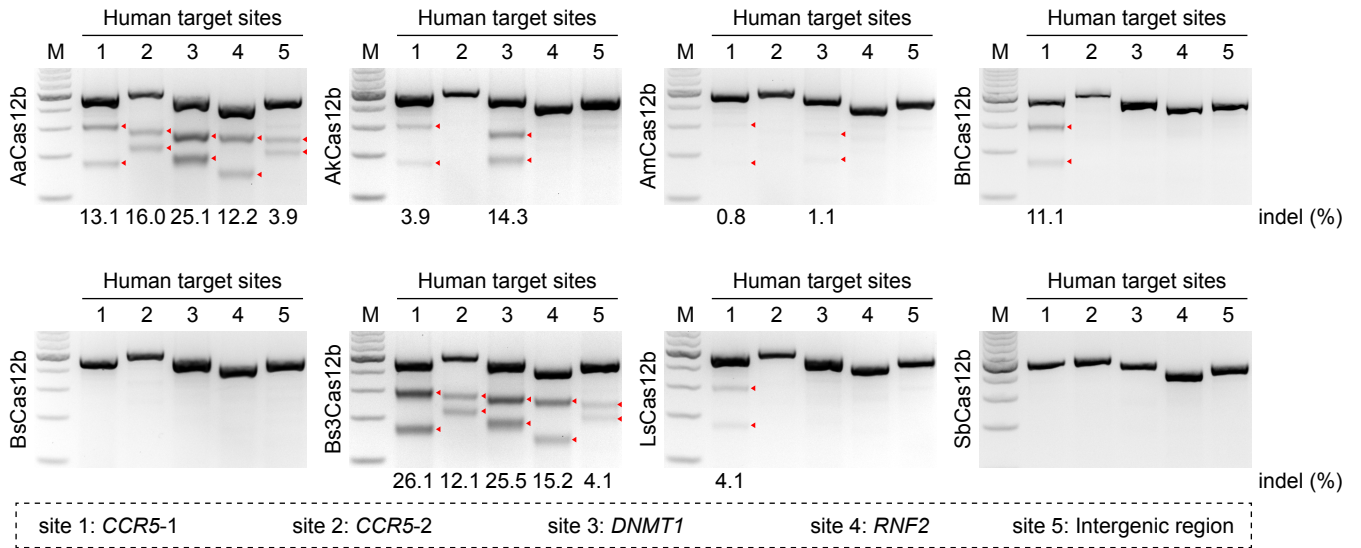 Human target sites Human target sites Human target sites Human target sites
M 1 2 3 4 5 M 1 2 3 4 5 M 1 2 3 4 5 M 1 2 3 4 5
AaCas12b AkCas12b AmCas12b BhCas12b
13.1 16.0 25.1 12.2 3.9 3.9 14.3 0.8 1.1 11.1 indel (%)
Human target sites Human target sites Human target sites Human target sites
M 1 2 3 4 5 M 1 2 3 4 5 M 1 2 3 4 5 M 1 2 3 4 5
BsCas12b Bs3Cas12b LsCas12b SbCas12b
26.1 12.1 25.5 15.2 4.1 4.1 indel (%)
site 1: CCR5-1 site 2: CCR5-2 site 3: DNMT1 site 4: RNF2 site 5: Intergenic region